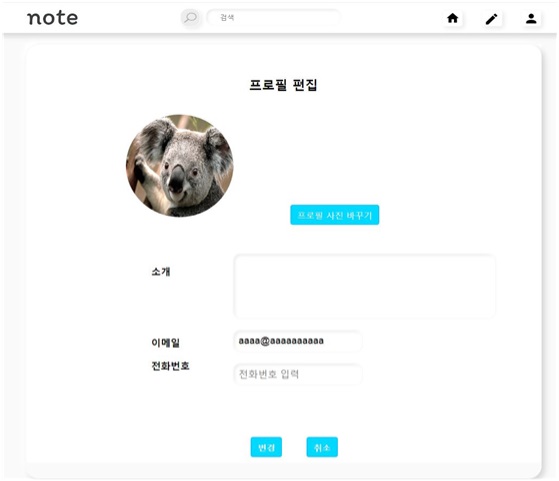 note
검색
프로필 편집
프로필 사진 바꾸기
소개
이메일
aaaa@aaaaaaaaaa
전화번호
전화번호 입력
변경
취소